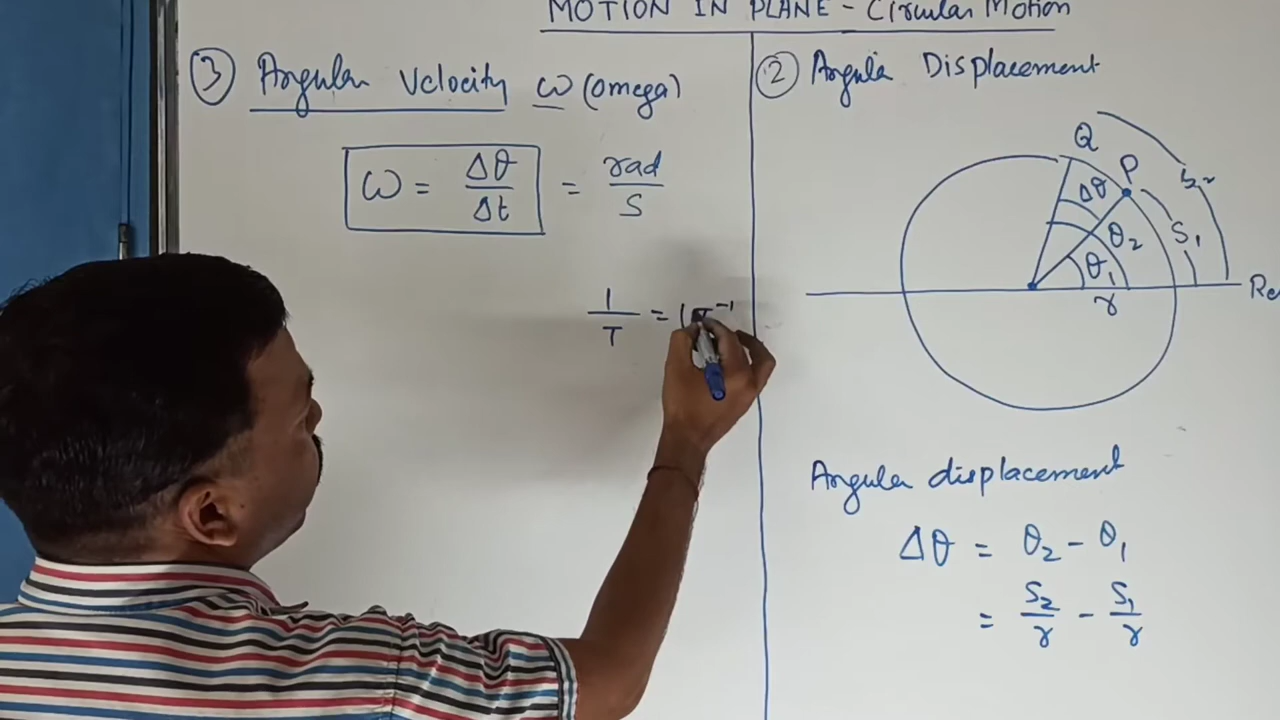 MOTION IN PLANE - Circular Motion
③ Angular Velocity ω (omega)
ω = Δθ/Δt = rad/s
1/T = [T⁻¹
② Angular Displacement
Q
P
Δθ
S₂
θ₂
S₁
θ₁
r
Angular displacement
Δθ = θ₂ - θ₁
= S₂/r - S₁/r